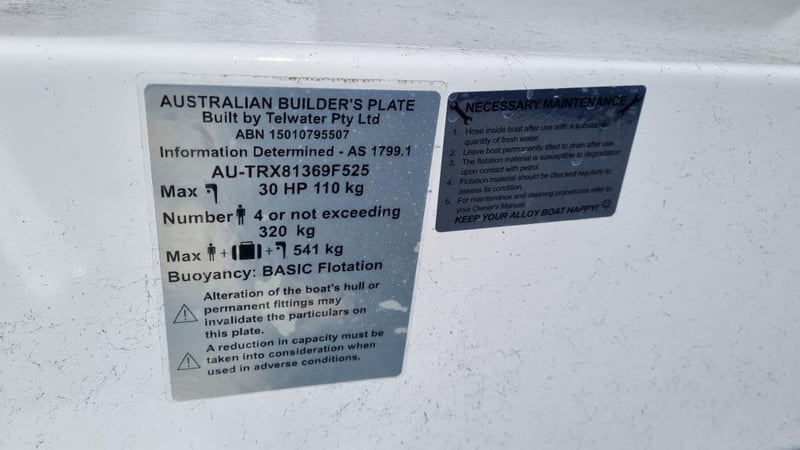 AUSTRALIAN BUILDER'S PLATE
Built by Telwater Pty Ltd
ABN 15010795507
Information Determined - AS 1799.1
AU-TRX81369F525
Max 30 HP 110 kg
Number 4 or not exceeding
320 kg
Max + + 541 kg
Buoyancy: BASIC Flotation
Alteration of the boat's hull or
permanent fittings may
invalidate the particulars on
this plate.
A reduction in capacity must be
taken into consideration when
used in adverse conditions.
NECESSARY MAINTENANCE
1. Hose inside boat after use with a substantial
quantity of fresh water.
2. Leave boat permanently tilted to drain after use.
3. The flotation material is susceptible to degradation
upon contact with petrol.
4. Flotation material should be checked regularly to
assess its condition.
5. For maintenance and cleaning procedures refer to
your Owner's Manual.
KEEP YOUR ALLOY BOAT HAPPY!